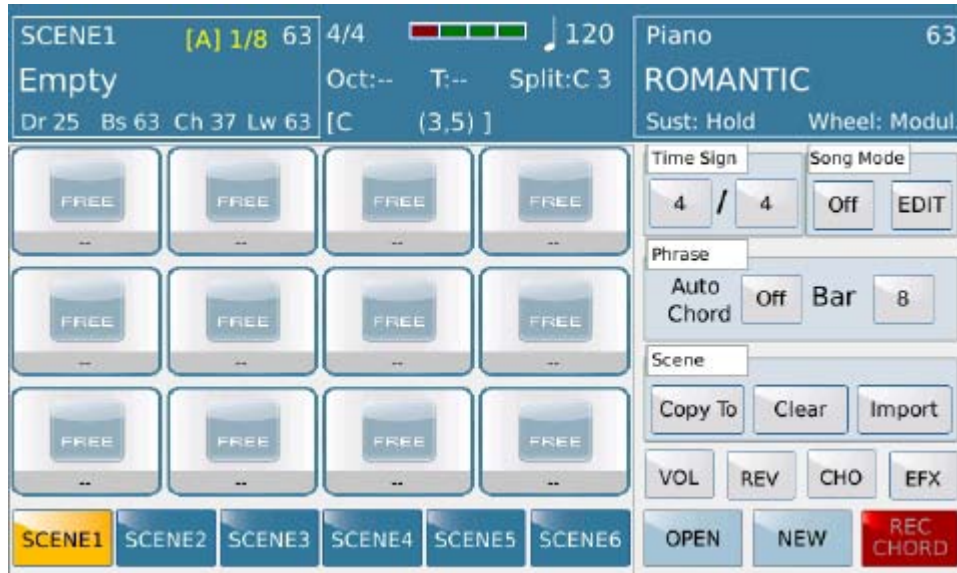 SCENE1 [A] 1/8 63
Empty
Dr 25 Bs 63 Ch 37 Lw 63
4/4 120
Oct:-- T:-- Split:C 3
[C (3,5) ]
Piano 63
ROMANTIC
Sust: Hold Wheel: Modul
FREE FREE FREE FREE
-- -- -- --
FREE FREE FREE FREE
-- -- -- --
FREE FREE FREE FREE
-- -- -- --
SCENE1 SCENE2 SCENE3 SCENE4 SCENE5 SCENE6
Time Sign
4 / 4
Song Mode
Off EDIT
Phrase
Auto Chord Off Bar 8
Scene
Copy To Clear Import
VOL REV CHO EFX
OPEN NEW REC CHORD